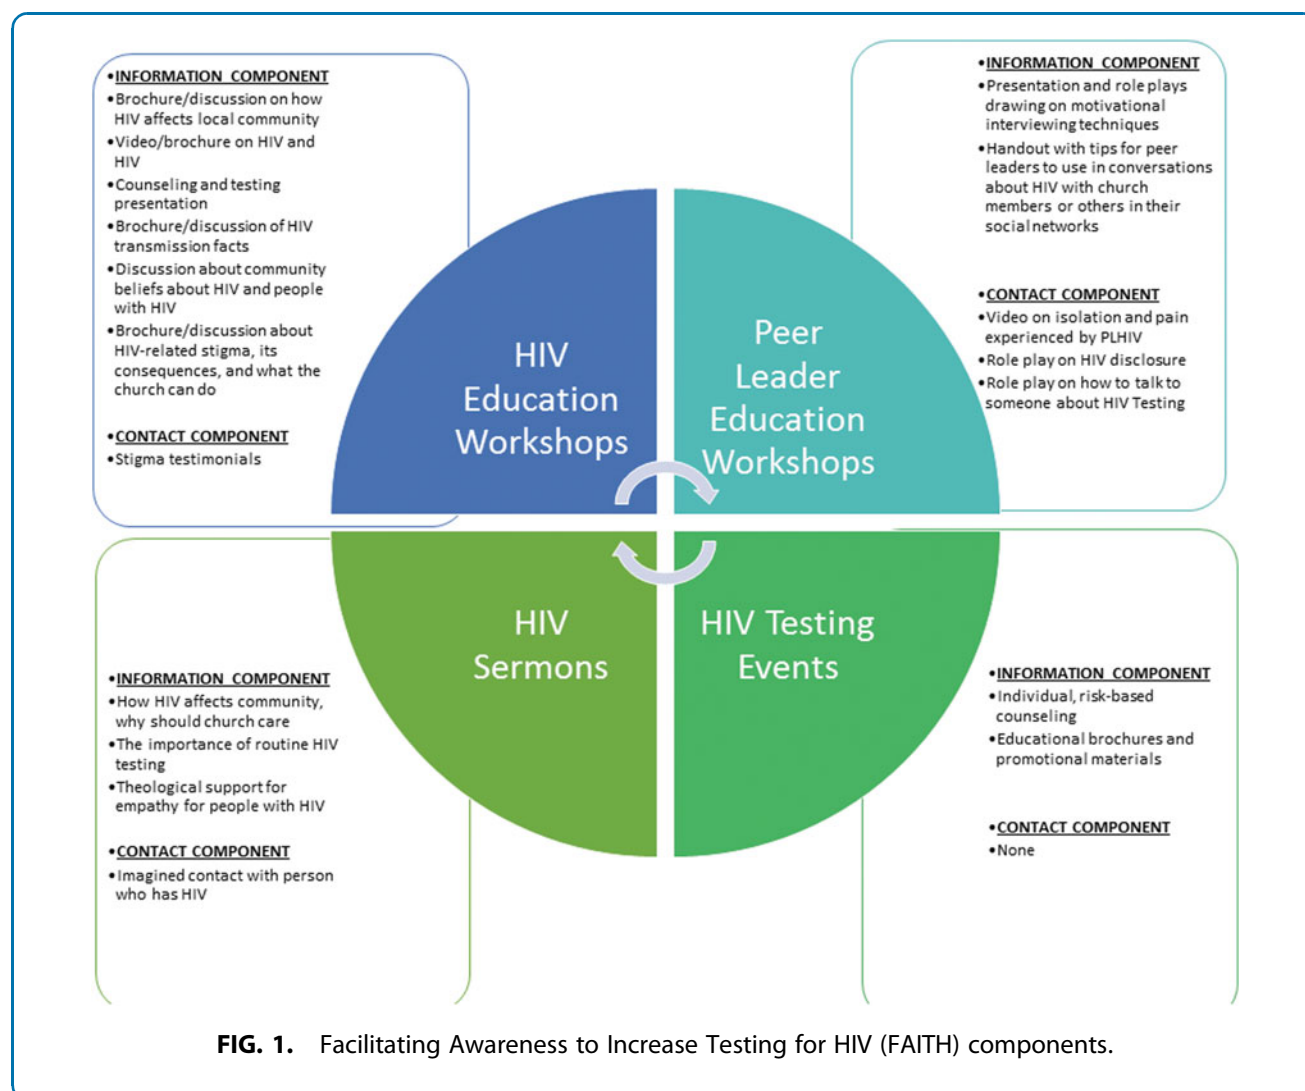 •INFORMATION COMPONENT
•Brochure/discussion on how
HIV affects local community
•Video/brochure on HIV and
HIV
•Counseling and testing
presentation
•Brochure/discussion of HIV
transmission facts
•Discussion about community
beliefs about HIV and people
with HIV
•Brochure/discussion about
HIV-related stigma, its
consequences, and what the
church can do
•CONTACT COMPONENT
•Stigma testimonials
•INFORMATION COMPONENT
•Presentation and role plays
drawing on motivational
interviewing techniques
•Handout with tips for peer
leaders to use in conversations
about HIV with church
members or others in their
social networks
•CONTACT COMPONENT
•Video on isolation and pain
experienced by PLHIV
•Role play on HIV disclosure
•Role play on how to talk to
someone about HIV Testing
HIV
Education
Workshops
Peer
Leader
Education
Workshops
HIV
Sermons
HIV Testing
Events
•INFORMATION COMPONENT
•How HIV affects community,
why should church care
•The importance of routine HIV
testing
•Theological support for
empathy for people with HIV
•CONTACT COMPONENT
•Imagined contact with person
who has HIV
•INFORMATION COMPONENT
•Individual, risk-based
counseling
•Educational brochures and
promotional materials
•CONTACT COMPONENT
•None
FIG. 1. Facilitating Awareness to Increase Testing for HIV (FAITH) components.